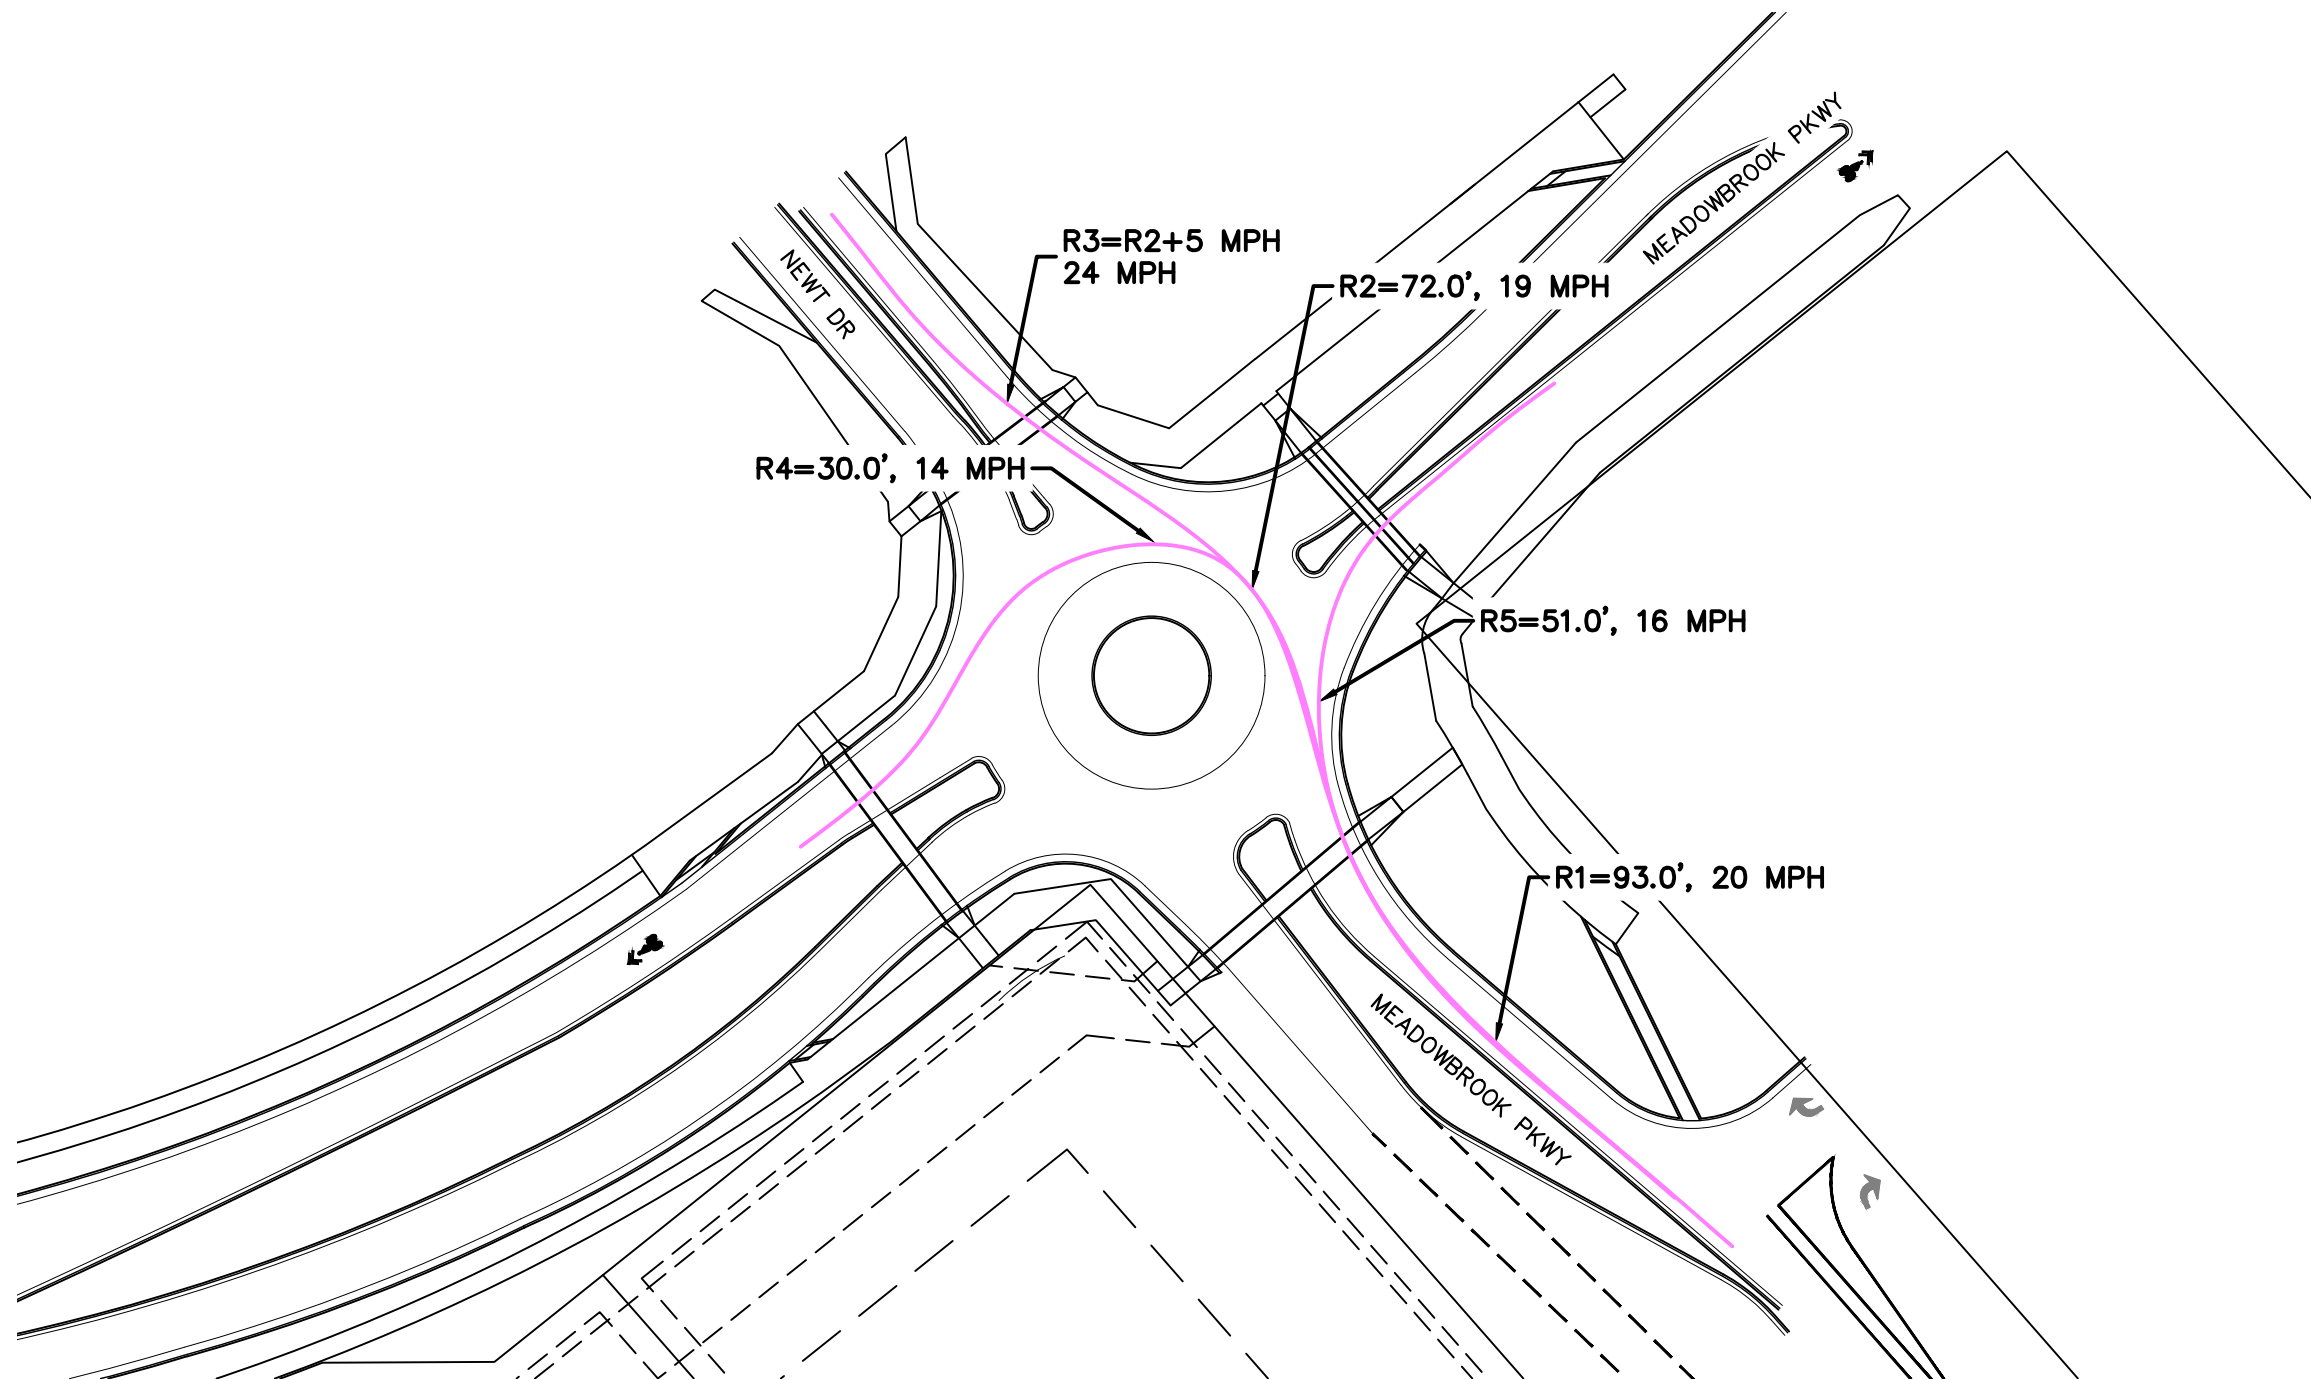 MEADOWBROOK PKWY
R3=R2+5 MPH
24 MPH
NEWT DR
R2=72.0', 19 MPH
R4=30.0', 14 MPH
R5=51.0', 16 MPH
R1=93.0', 20 MPH
MEADOWBROOK PKWY